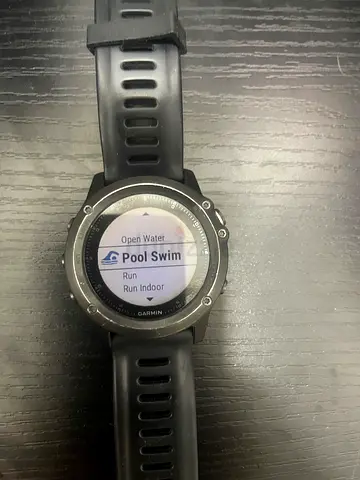 Open Water
Pool Swim
Run
Run Indoor
GARMIN